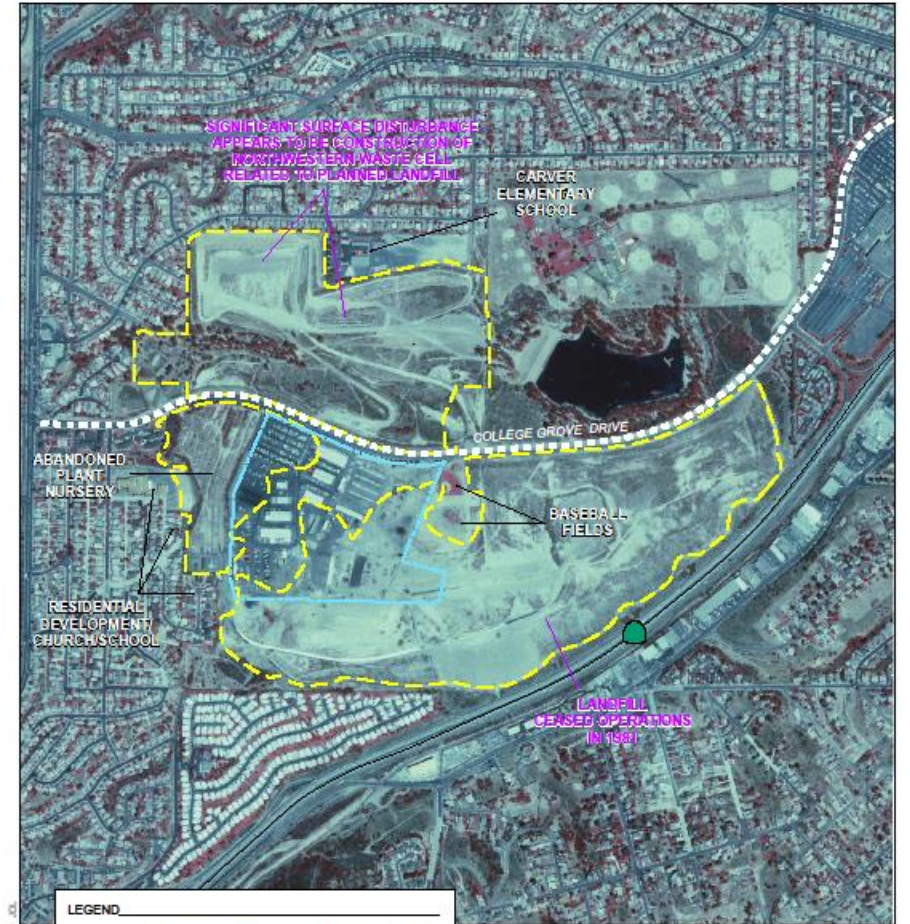 SIGNIFICANT SURFACE DISTURBANCE
APPEARS TO BE CONSTRUCTION OF
NORTHWESTERN WASTE CELL
RELATED TO PLANNED LANDFILL
CARVER
ELEMENTARY
SCHOOL
COLLEGE GROVE DRIVE
ABANDONED
PLANT
NURSERY
BASEBALL
FIELDS
RESIDENTIAL
DEVELOPMENT/
CHURCH/SCHOOL
LANDFILL
CEASED OPERATIONS
IN 1981
LEGEND